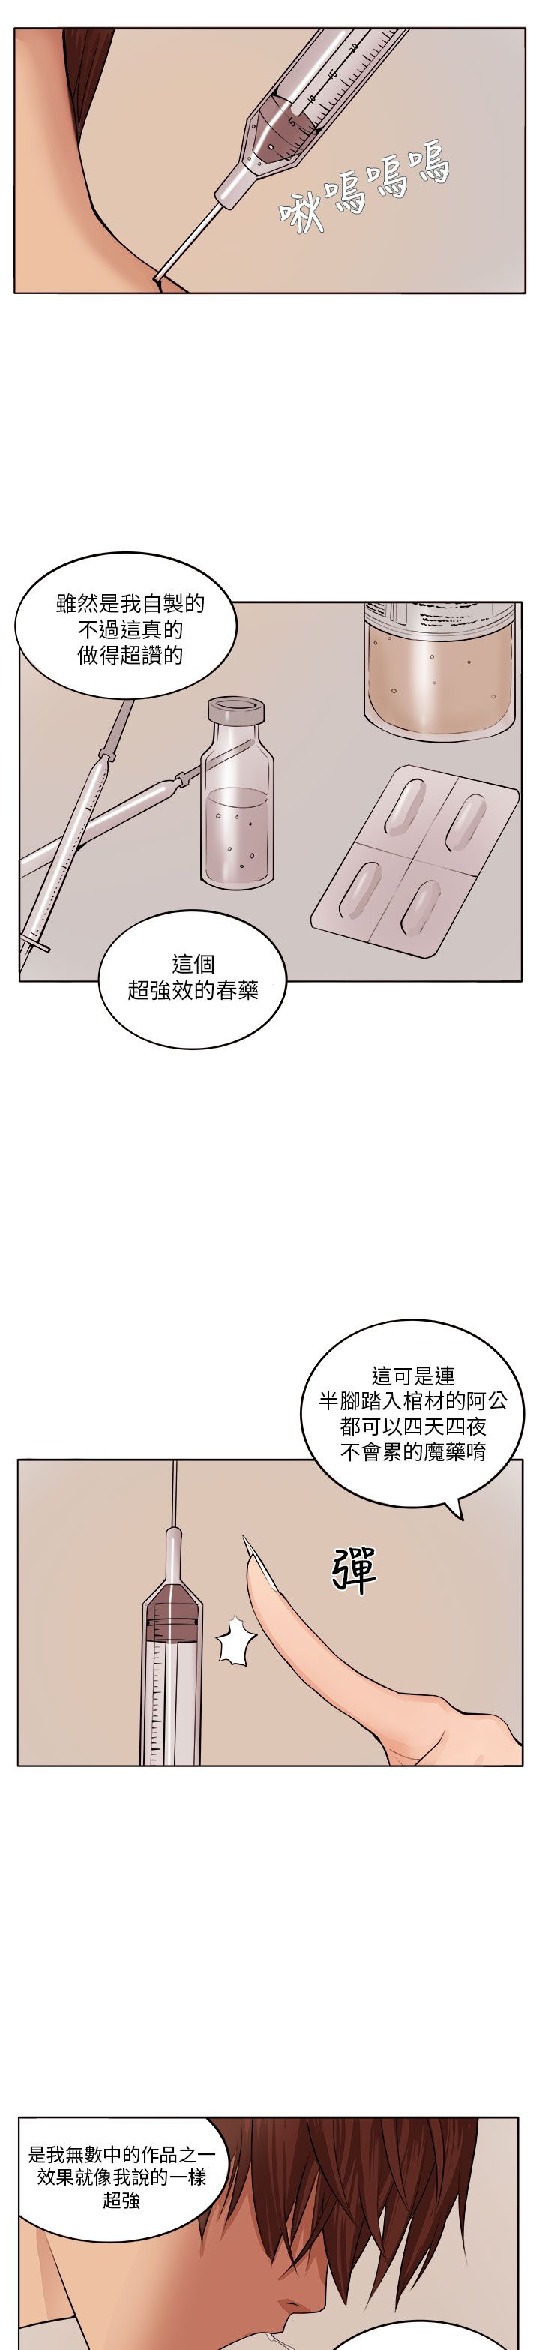 啾嗚嗚嗚
雖然是我自製的
不過這真的
做得超讚的
這個
超強效的春藥
這可是連
半腳踏入棺材的阿公
都可以四天四夜
不會累的魔藥唷
彈
是我無數中的作品之一
效果就像我說的一樣
超強